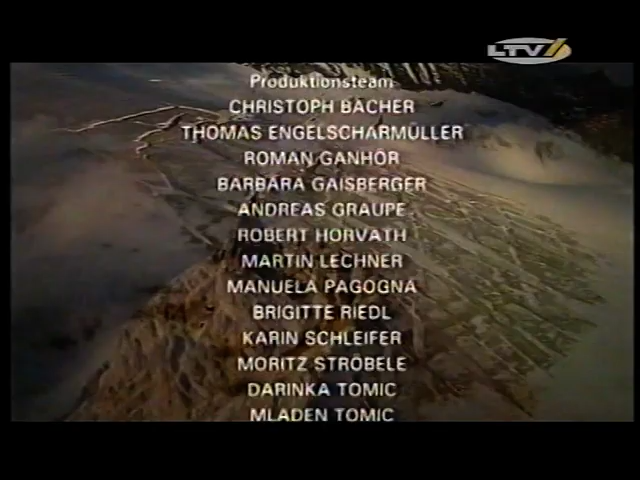 LTV
Produktionsteam
CHRISTOPH BACHER
THOMAS ENGELSCHARMÜLLER
ROMAN GANHÖR
BARBARA GAISBERGER
ANDREAS GRAUPE
ROBERT HORVATH
MARTIN LECHNER
MANUELA PAGOGNA
BRIGITTE RIEDL
KARIN SCHLEIFER
MORITZ STRÖBELE
DARINKA TOMIC
MLADEN TOMIC